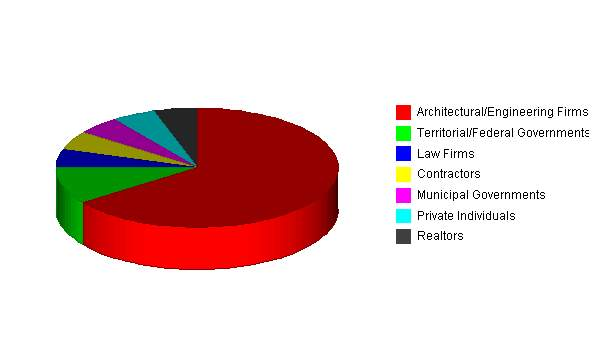 Architectural/Engineering Firms
Territorial/Federal Governments
Law Firms
Contractors
Municipal Governments
Private Individuals
Realtors